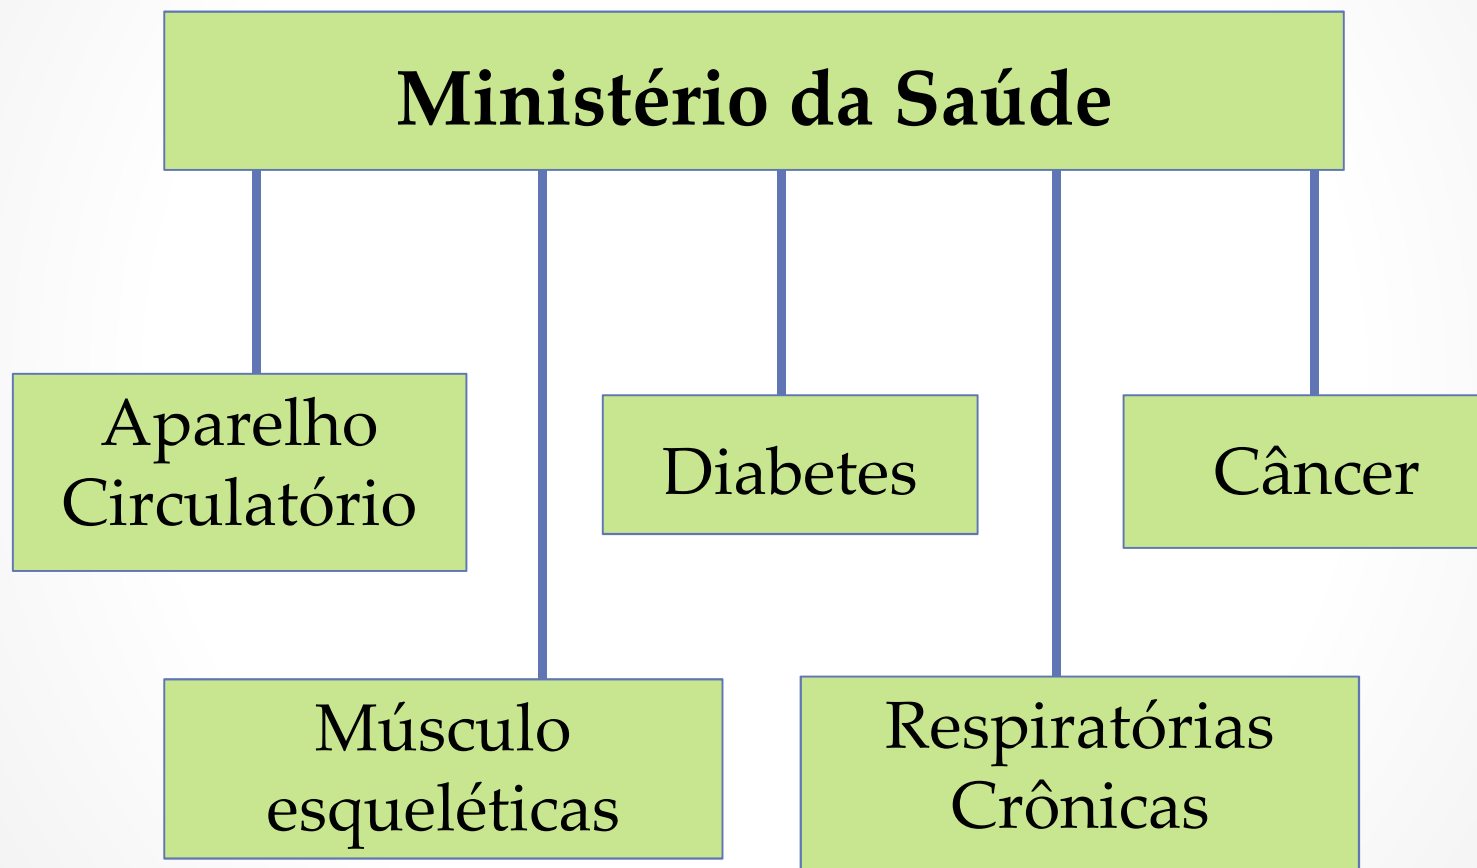 Ministério da Saúde
Aparelho
Circulatório
Diabetes
Câncer
Músculo
esqueléticas
Respiratórias
Crônicas